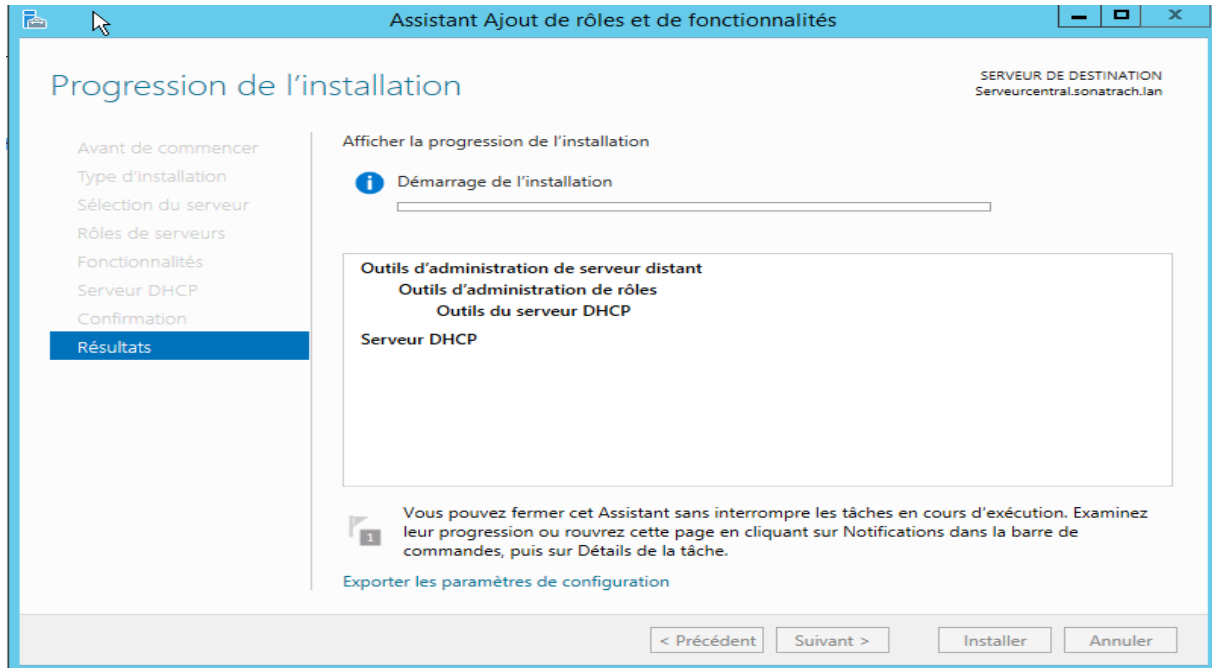 Assistant Ajout de rôles et de fonctionnalités
Progression de l'installation
SERVEUR DE DESTINATION
Serveurcentral.sonatrach.lan
Avant de commencer
Type d'installation
Sélection du serveur
Rôles de serveurs
Fonctionnalités
Serveur DHCP
Confirmation
Résultats
Afficher la progression de l'installation
Démarrage de l'installation
Outils d'administration de serveur distant
Outils d'administration de rôles
Outils du serveur DHCP
Serveur DHCP
1
Vous pouvez fermer cet Assistant sans interrompre les tâches en cours d'exécution. Examinez
leur progression ou rouvrez cette page en cliquant sur Notifications dans la barre de
commandes, puis sur Détails de la tâche.
Exporter les paramètres de configuration
< Précédent
Suivant >
Installer
Annuler